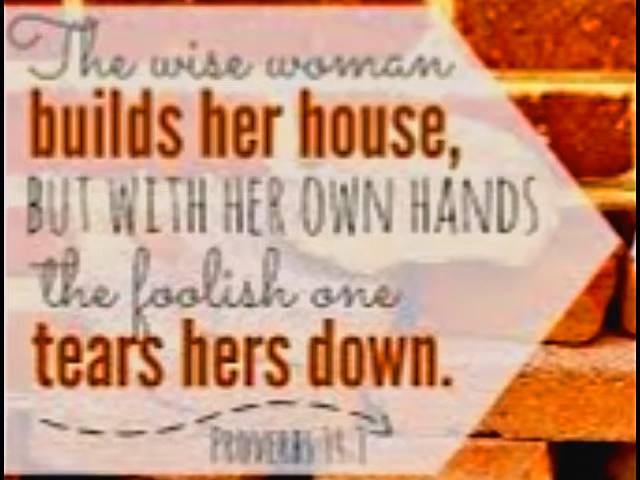 The wise woman
builds her house,
BUT WITH HER OWN HANDS
the foolish one
tears hers down.
PROVERBS 14:1